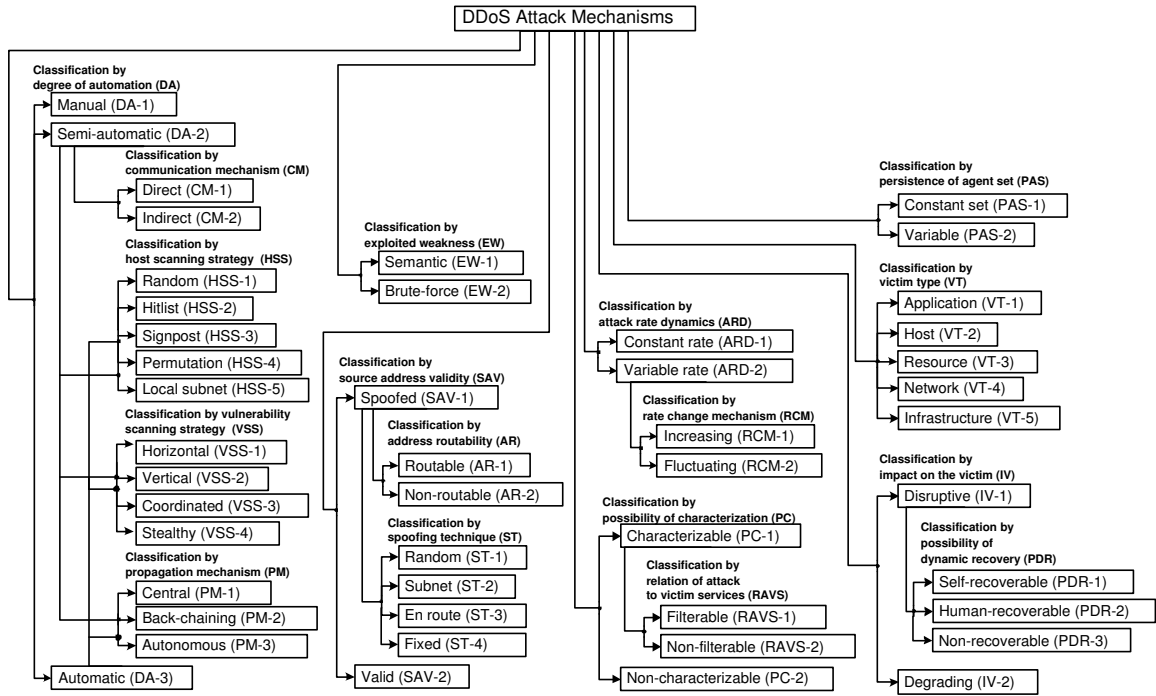 DDoS Attack Mechanisms
Classification by
degree of automation (DA)
Manual (DA-1)
Semi-automatic (DA-2)
Classification by
communication mechanism (CM)
Direct (CM-1)
Indirect (CM-2)
Classification by
host scanning strategy (HSS)
Random (HSS-1)
Hitlist (HSS-2)
Signpost (HSS-3)
Permutation (HSS-4)
Local subnet (HSS-5)
Classification by vulnerability
scanning strategy (VSS)
Horizontal (VSS-1)
Vertical (VSS-2)
Coordinated (VSS-3)
Stealthy (VSS-4)
Classification by
propagation mechanism (PM)
Central (PM-1)
Back-chaining (PM-2)
Autonomous (PM-3)
Automatic (DA-3)
Classification by
exploited weakness (EW)
Semantic (EW-1)
Brute-force (EW-2)
Classification by
source address validity (SAV)
Spoofed (SAV-1)
Classification by
address routability (AR)
Routable (AR-1)
Non-routable (AR-2)
Classification by
spoofing technique (ST)
Random (ST-1)
Subnet (ST-2)
En route (ST-3)
Fixed (ST-4)
Valid (SAV-2)
Classification by
attack rate dynamics (ARD)
Constant rate (ARD-1)
Variable rate (ARD-2)
Classification by
rate change mechanism (RCM)
Increasing (RCM-1)
Fluctuating (RCM-2)
Classification by
possibility of characterization (PC)
Characterizable (PC-1)
Classification by
relation of attack
to victim services (RAVS)
Filterable (RAVS-1)
Non-filterable (RAVS-2)
Non-characterizable (PC-2)
Classification by
persistence of agent set (PAS)
Constant set (PAS-1)
Variable (PAS-2)
Classification by
victim type (VT)
Application (VT-1)
Host (VT-2)
Resource (VT-3)
Network (VT-4)
Infrastructure (VT-5)
Classification by
impact on the victim (IV)
Disruptive (IV-1)
Classification by
possibility of
dynamic recovery (PDR)
Self-recoverable (PDR-1)
Human-recoverable (PDR-2)
Non-recoverable (PDR-3)
Degrading (IV-2)